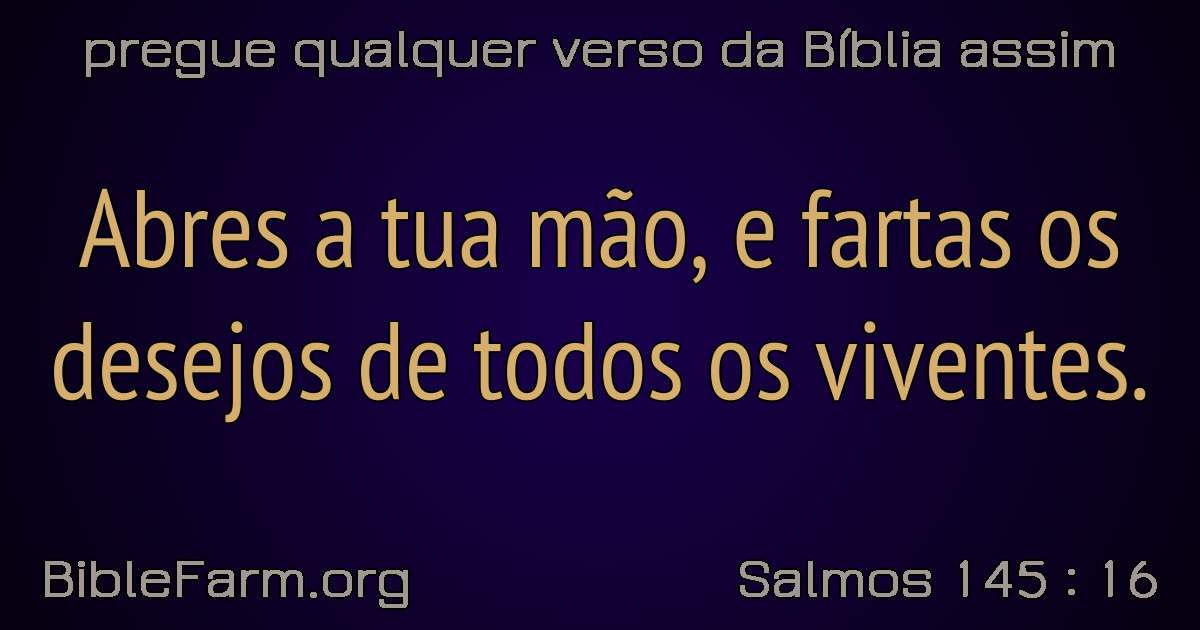 pregue qualquer verso da Bíblia assim
Abres a tua mão, e fartas os
desejos de todos os viventes.
BibleFarm.org
Salmos 145 : 16